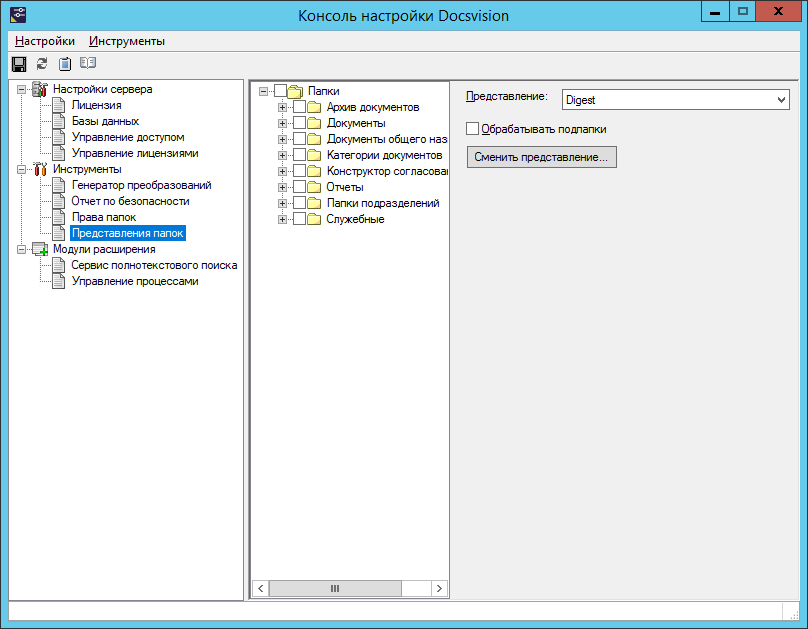 Консоль настройки Docsvision
Настройки Инструменты
Настройки сервера
Лицензия
Базы данных
Управление доступом
Управление лицензиями
Инструменты
Генератор преобразований
Отчет по безопасности
Права папок
Представления папок
Модули расширения
Сервис полнотекстового поиска
Управление процессами
Папки
Архив документов
Документы
Документы общего наз
Категории документов
Конструктор согласова
Отчеты
Папки подразделений
Служебные
Представление: Digest
Обрабатывать подпапки
Сменить представление...